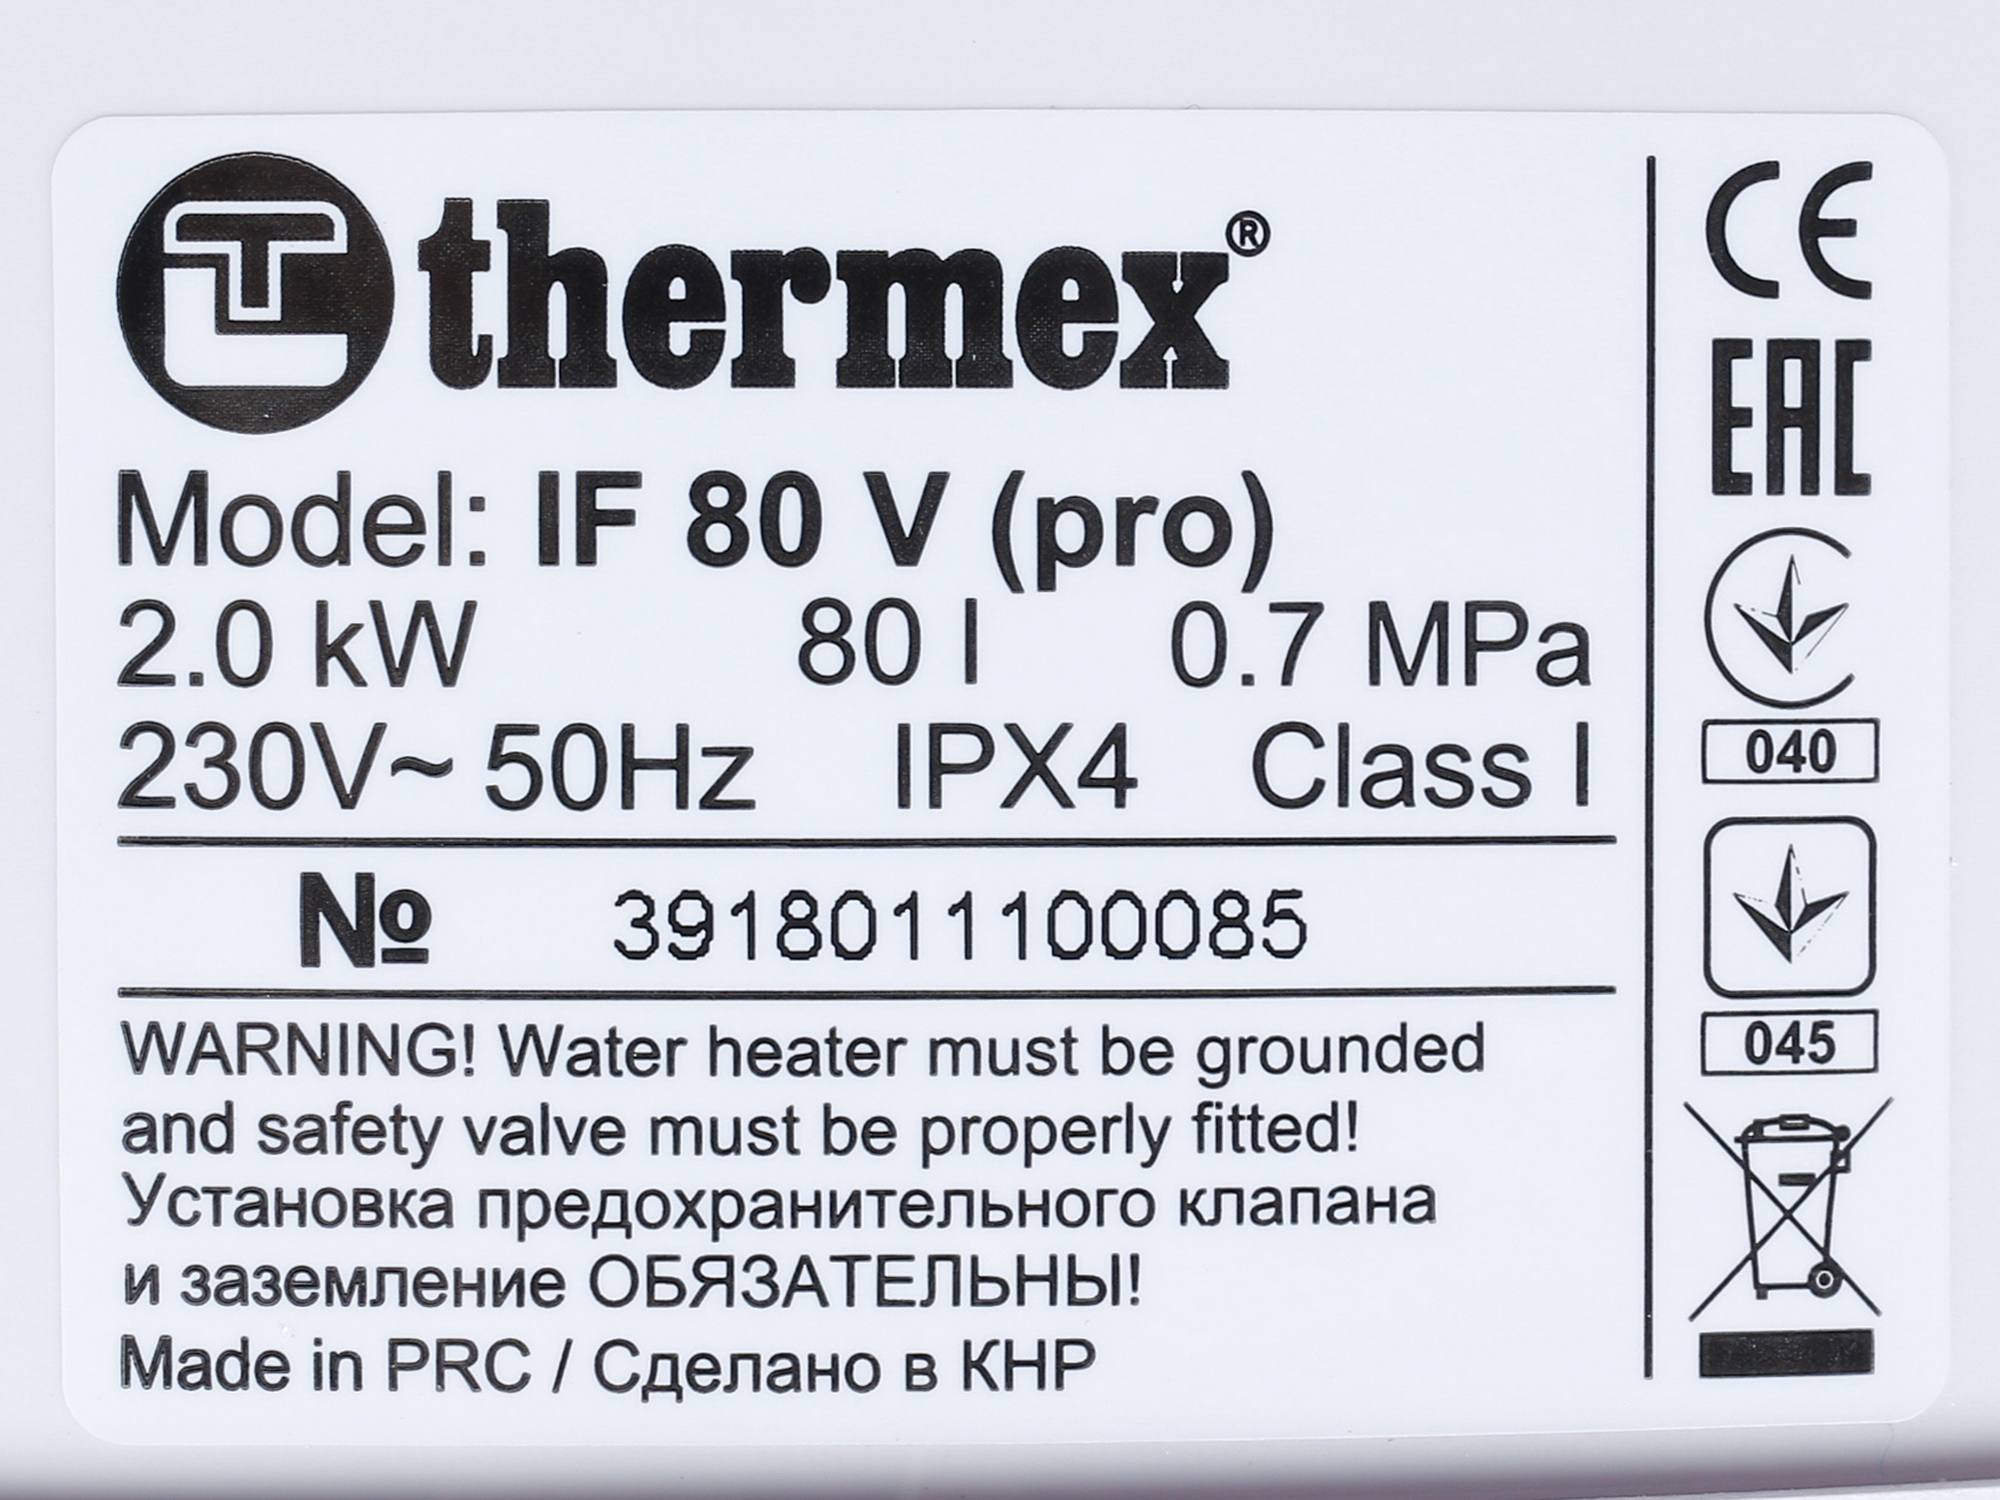 thermex®
Model: IF 80 V (pro)
2.0 kW 80 l 0.7 MPa
230V~ 50Hz IPX4 Class I
№ 3918011100085
WARNING! Water heater must be grounded
and safety valve must be properly fitted!
Установка предохранительного клапана
и заземление ОБЯЗАТЕЛЬНЫ!
Made in PRC / Сделано в КНР
CE
EAC
040
045